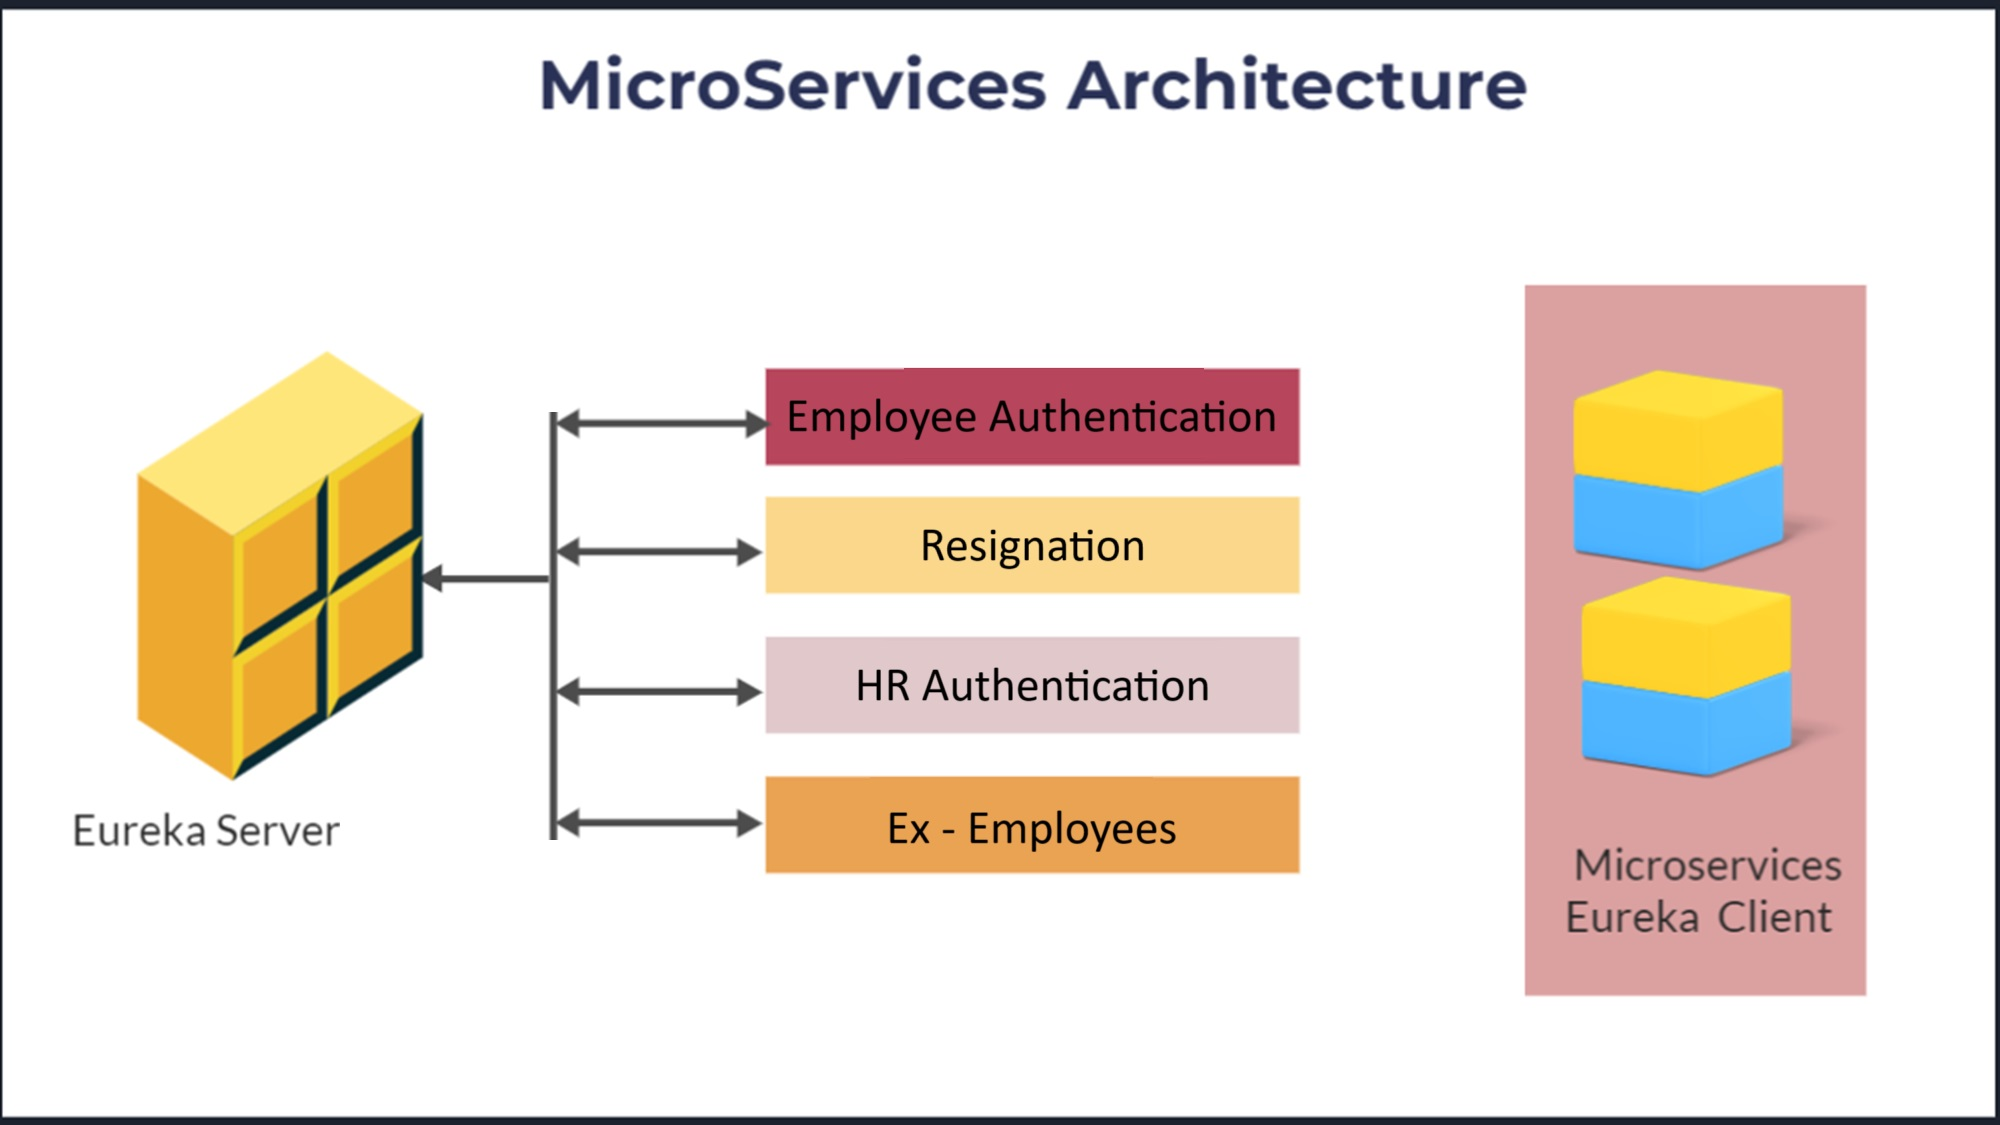 MicroServices Architecture
Employee Authentication
Resignation
HR Authentication
Ex - Employees
Eureka Server
Microservices
Eureka Client